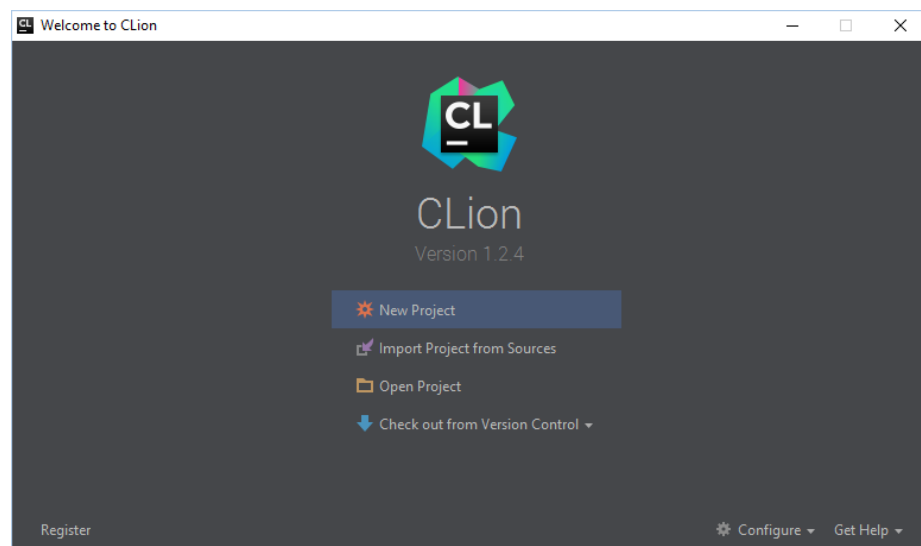 CL Welcome to CLion
CL
CLion
Version 1.2.4
New Project
Import Project from Sources
Open Project
Check out from Version Control
Register Configure Get Help